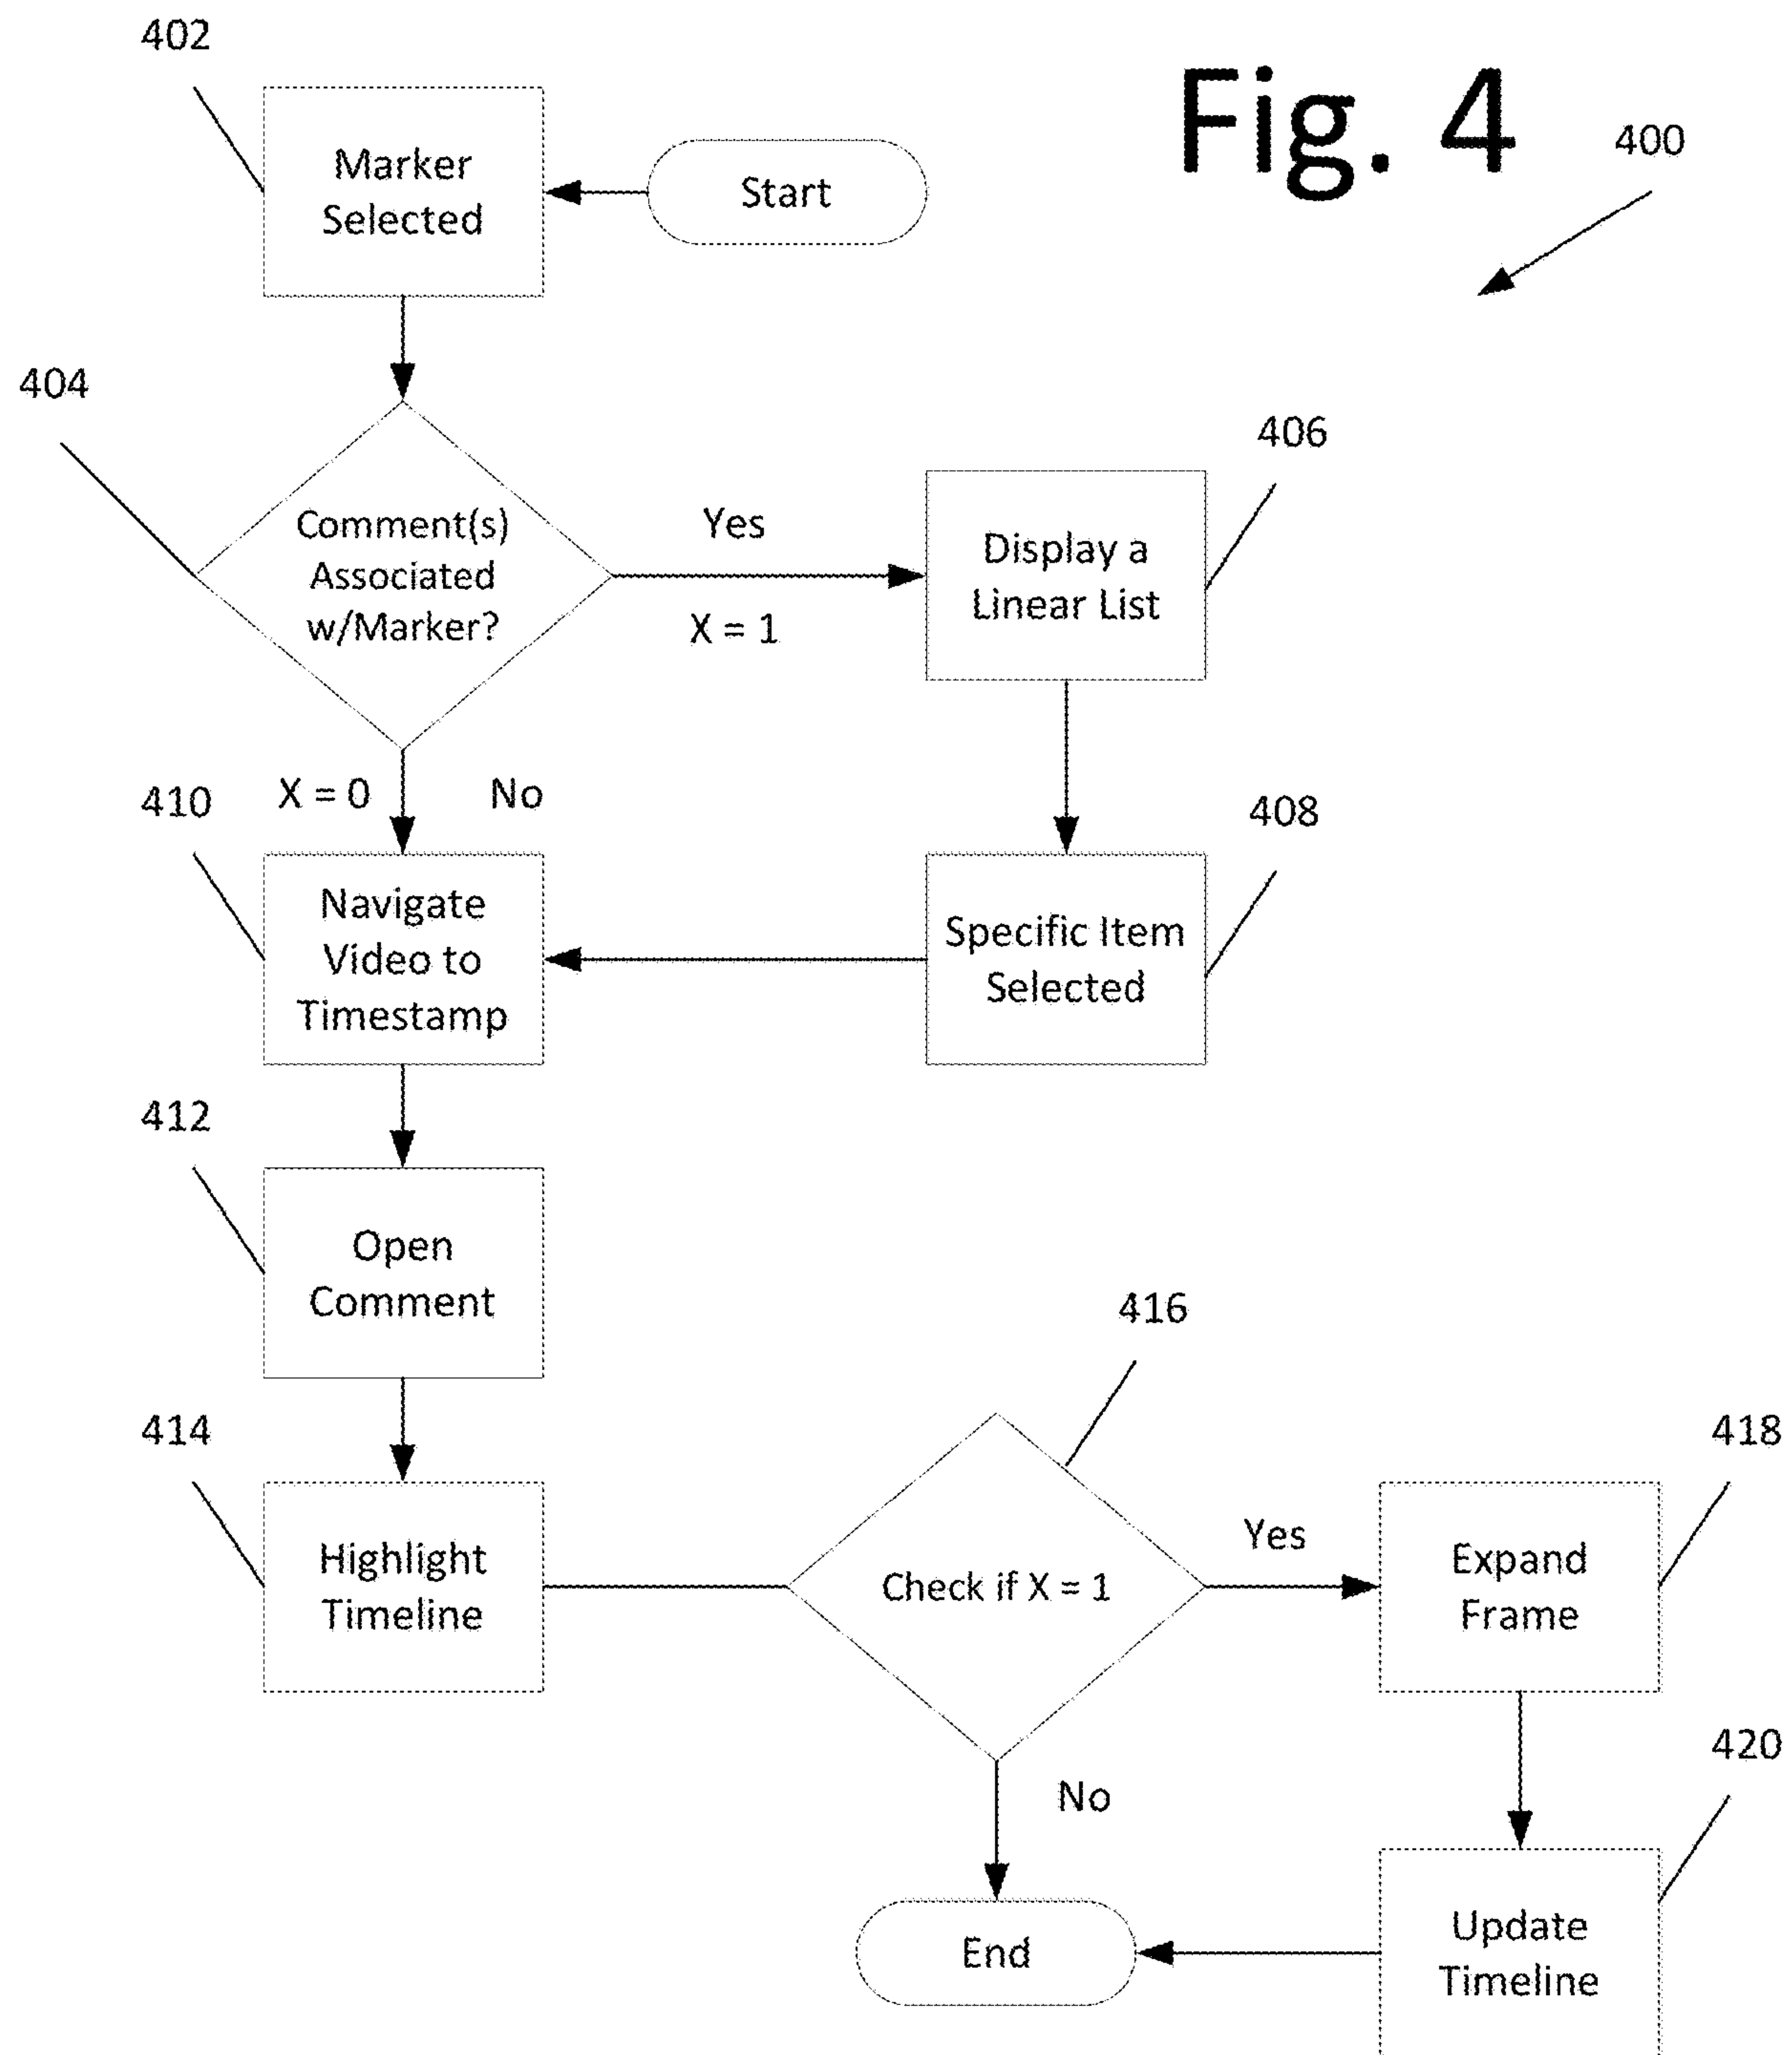 402
Fig. 4
400
Marker
Selected
Start
404
406
Comment(s)
Associated
w/Marker?
Yes
X = 1
Display a
Linear List
X = 0
No
410
408
Navigate
Video to
Timestamp
Specific Item
Selected
412
Open
Comment
416
414
418
Highlight
Timeline
Check if X = 1
Yes
Expand
Frame
420
No
End
Update
Timeline